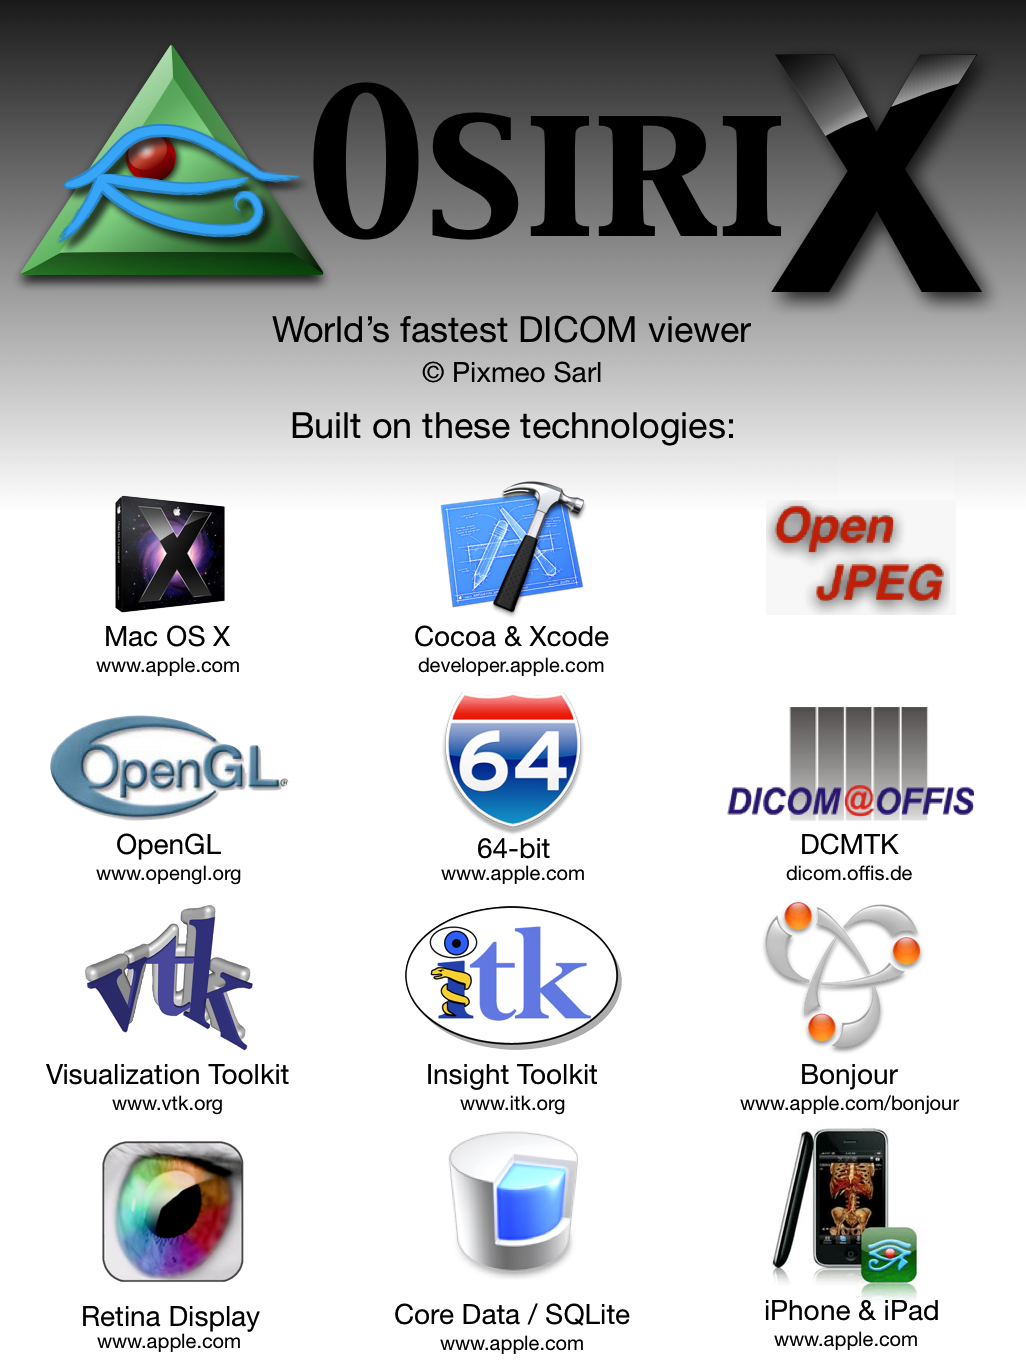 OSIRIX
World's fastest DICOM viewer
© Pixmeo Sarl
Built on these technologies:
X
Open
JPEG
Mac OS X
www.apple.com
Cocoa & Xcode
developer.apple.com
OpenGL®
64
DICOM@OFFIS
OpenGL
www.opengl.org
64-bit
www.apple.com
DCMTK
dicom.offis.de
vtk
itk
Visualization Toolkit
www.vtk.org
Insight Toolkit
www.itk.org
Bonjour
www.apple.com/bonjour
Retina Display
www.apple.com
Core Data / SQLite
www.apple.com
iPhone & iPad
www.apple.com